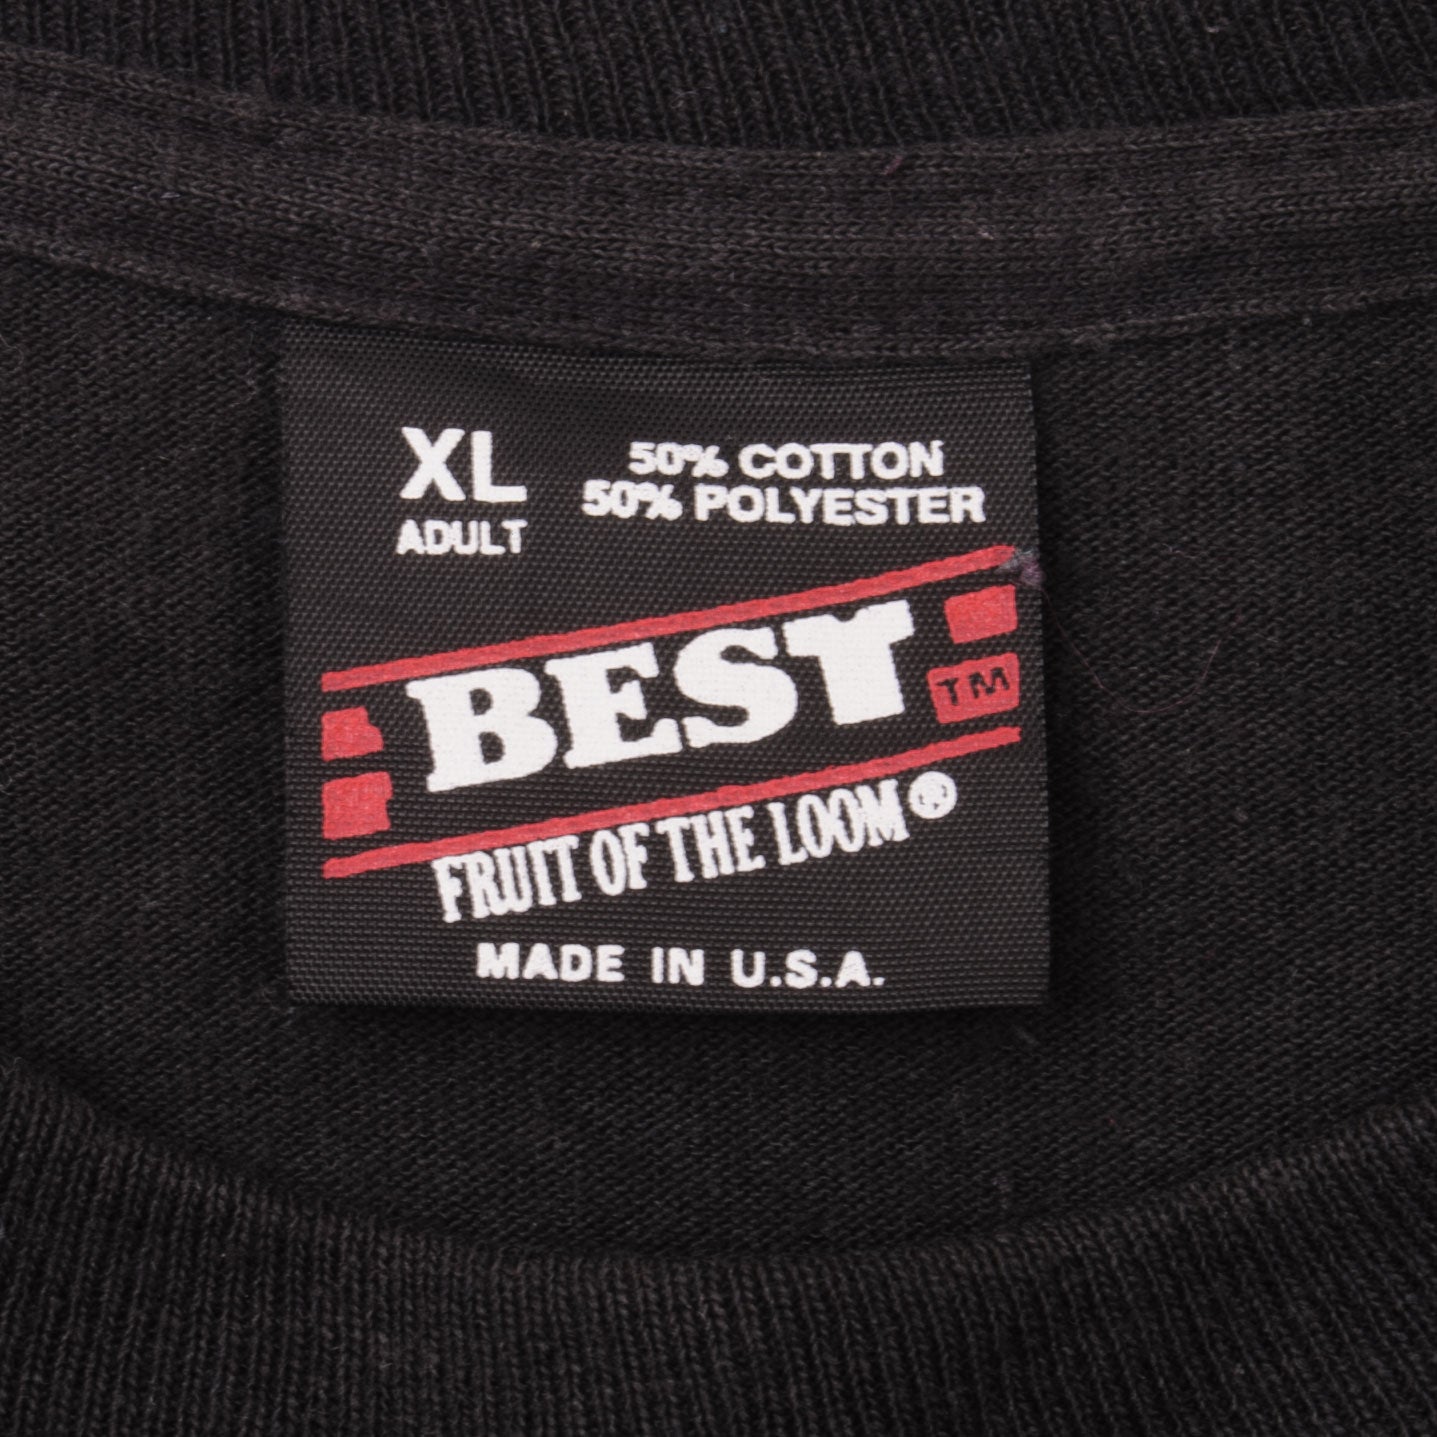 XL
ADULT
50% COTTON
50% POLYESTER
BEST
TM
FRUIT OF THE LOOM®
MADE IN U.S.A.